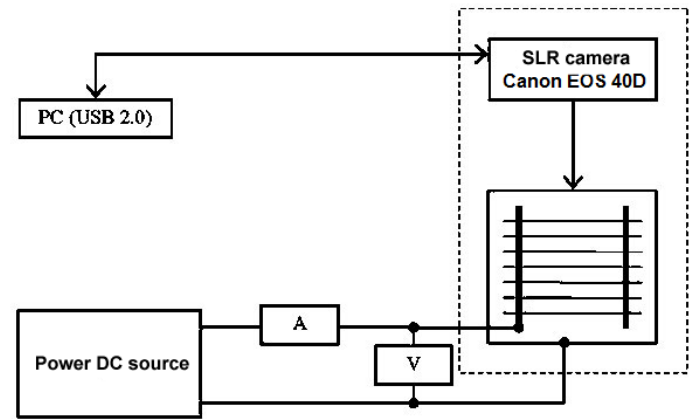 SLR camera
Canon EOS 40D
PC (USB 2.0)
A
Power DC source
V